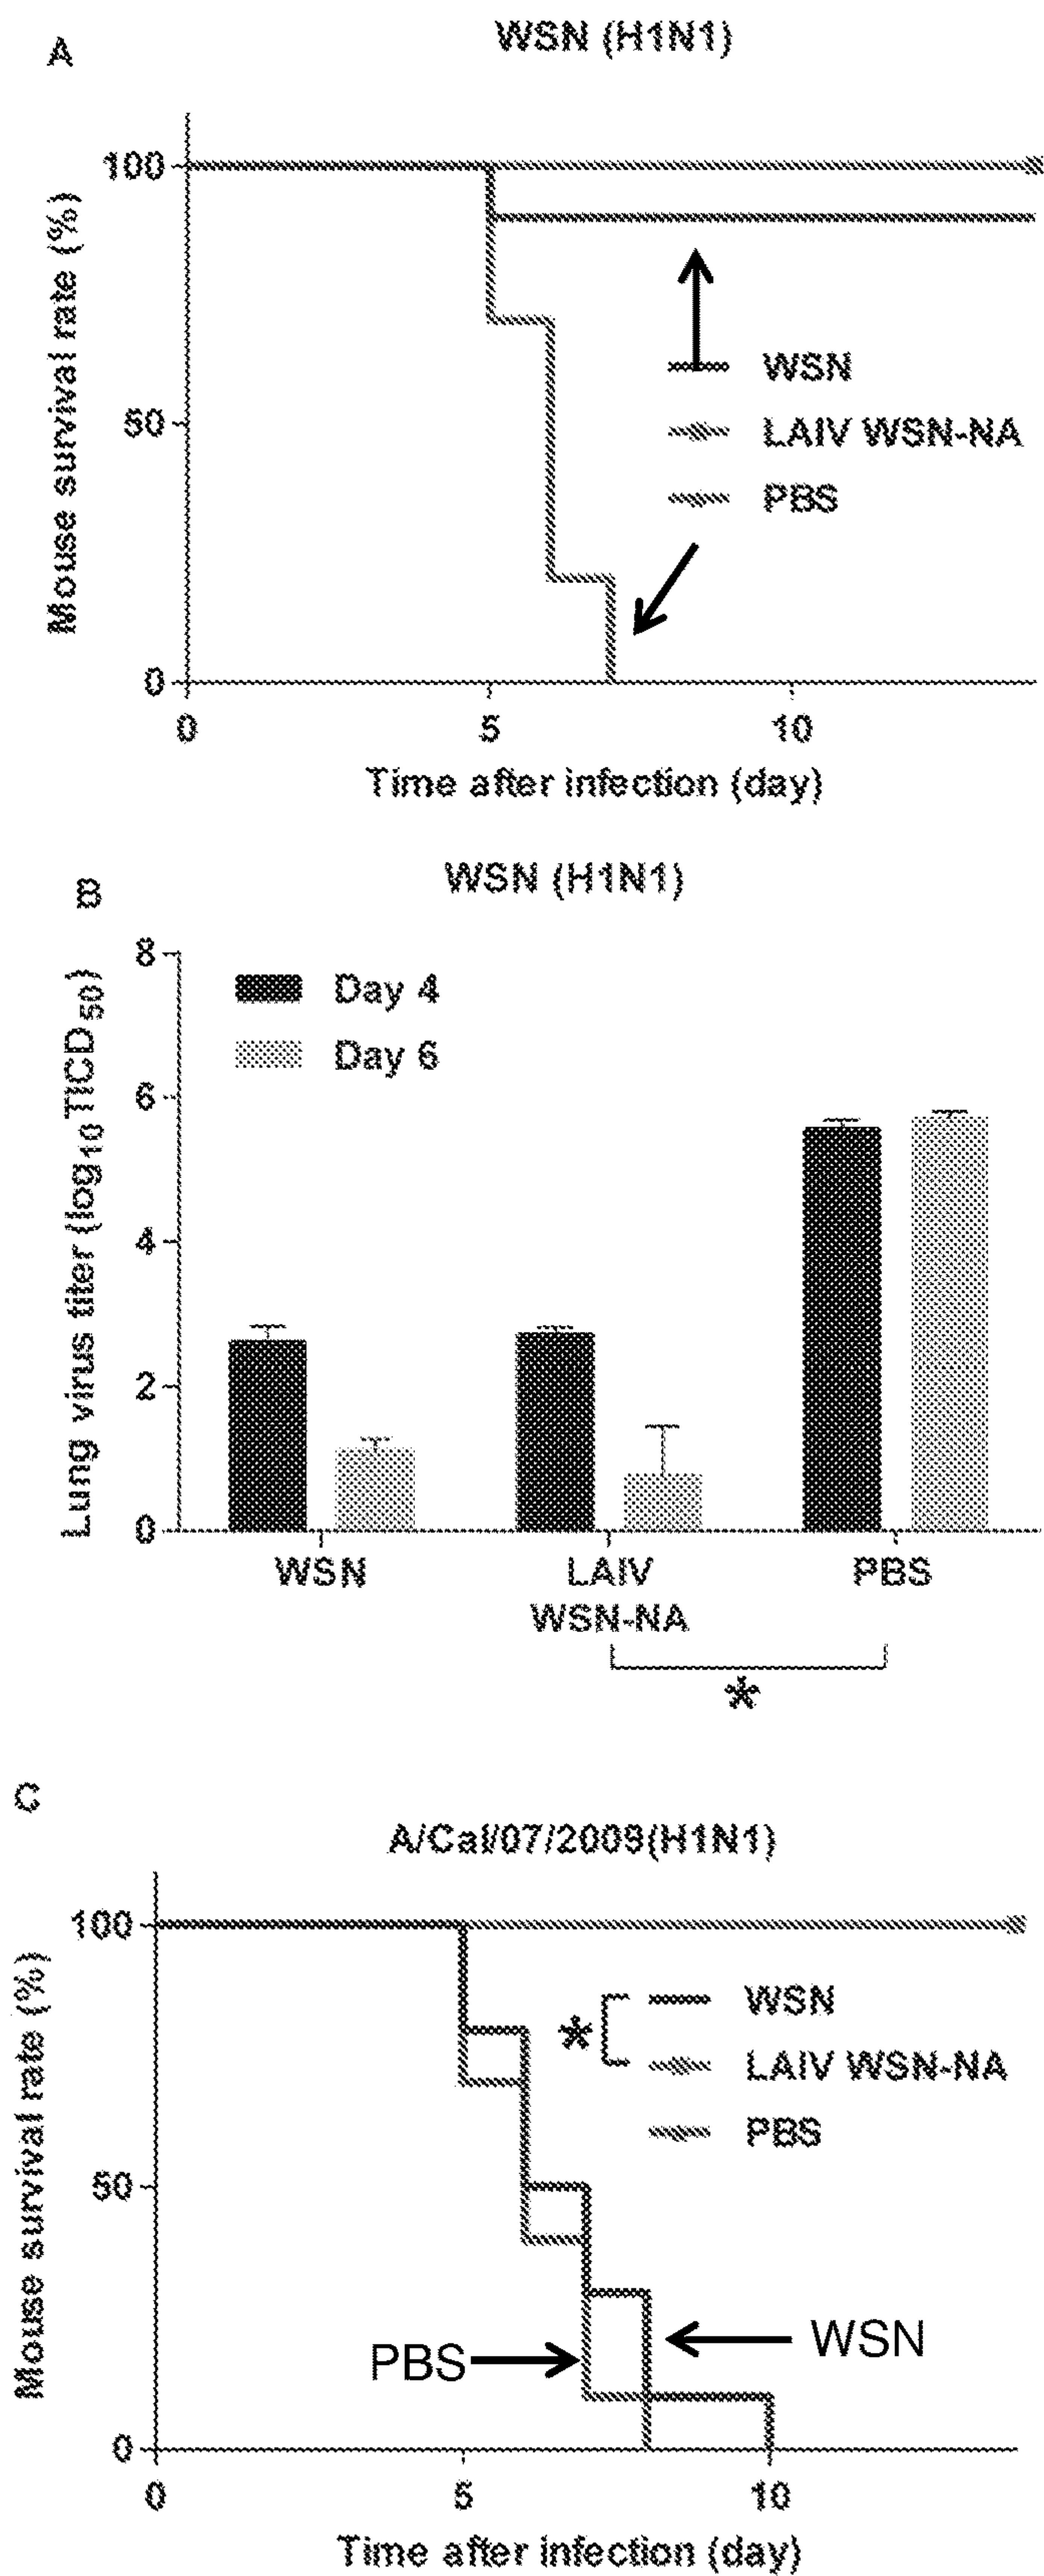 A
WSN (H1N1)
Mouse survival rate (%)
100
50
0
WSN
LAIV WSN-NA
PBS
0 5 10
Time after infection (day)
B
WSN (H1N1)
Lung virus titer (log10TICD50)
8
6
4
2
0
Day 4
Day 6
WSN LAIV PBS
WSN-NA
*
C
A/Cal/07/2009(H1N1)
Mouse survival rate (%)
100
50
0
* WSN
LAIV WSN-NA
PBS
WSN
PBS
0 5 10
Time after infection (day)